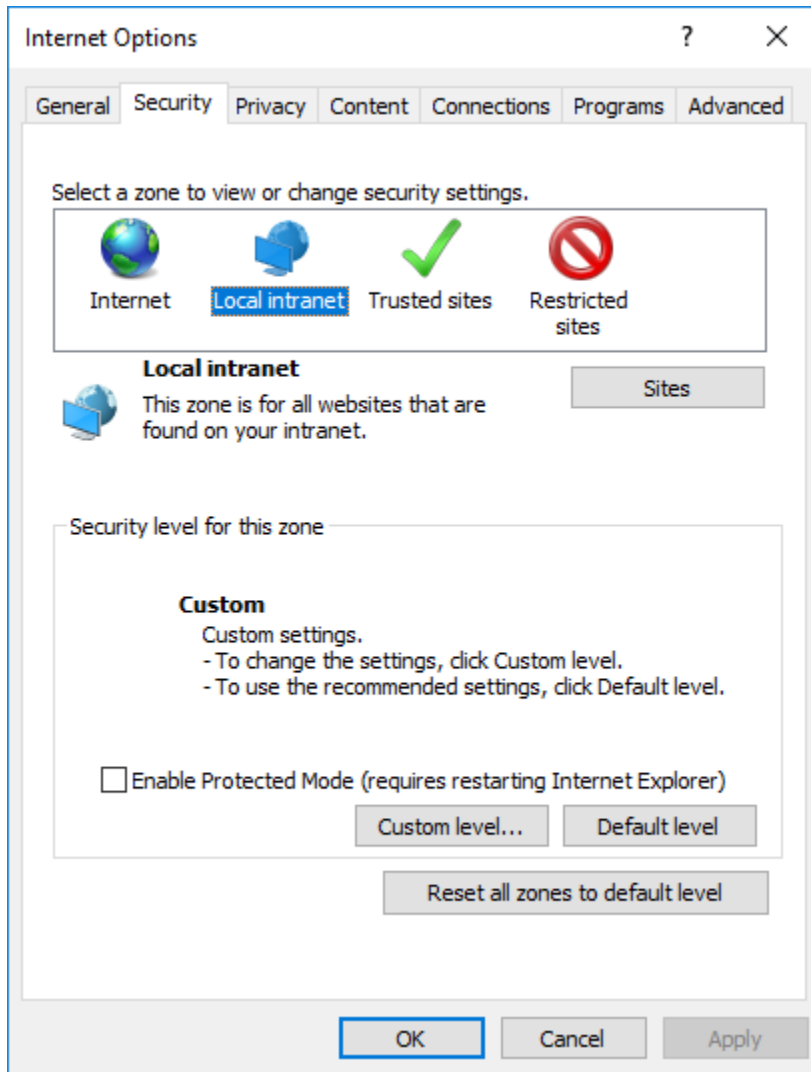 Internet Options
?
General Security Privacy Content Connections Programs Advanced
Select a zone to view or change security settings.
Internet Local intranet Trusted sites Restricted
sites
Local intranet
Sites
This zone is for all websites that are
found on your intranet.
Security level for this zone
Custom
Custom settings.
- To change the settings, click Custom level.
- To use the recommended settings, click Default level.
Enable Protected Mode (requires restarting Internet Explorer)
Custom level... Default level
Reset all zones to default level
OK Cancel Apply